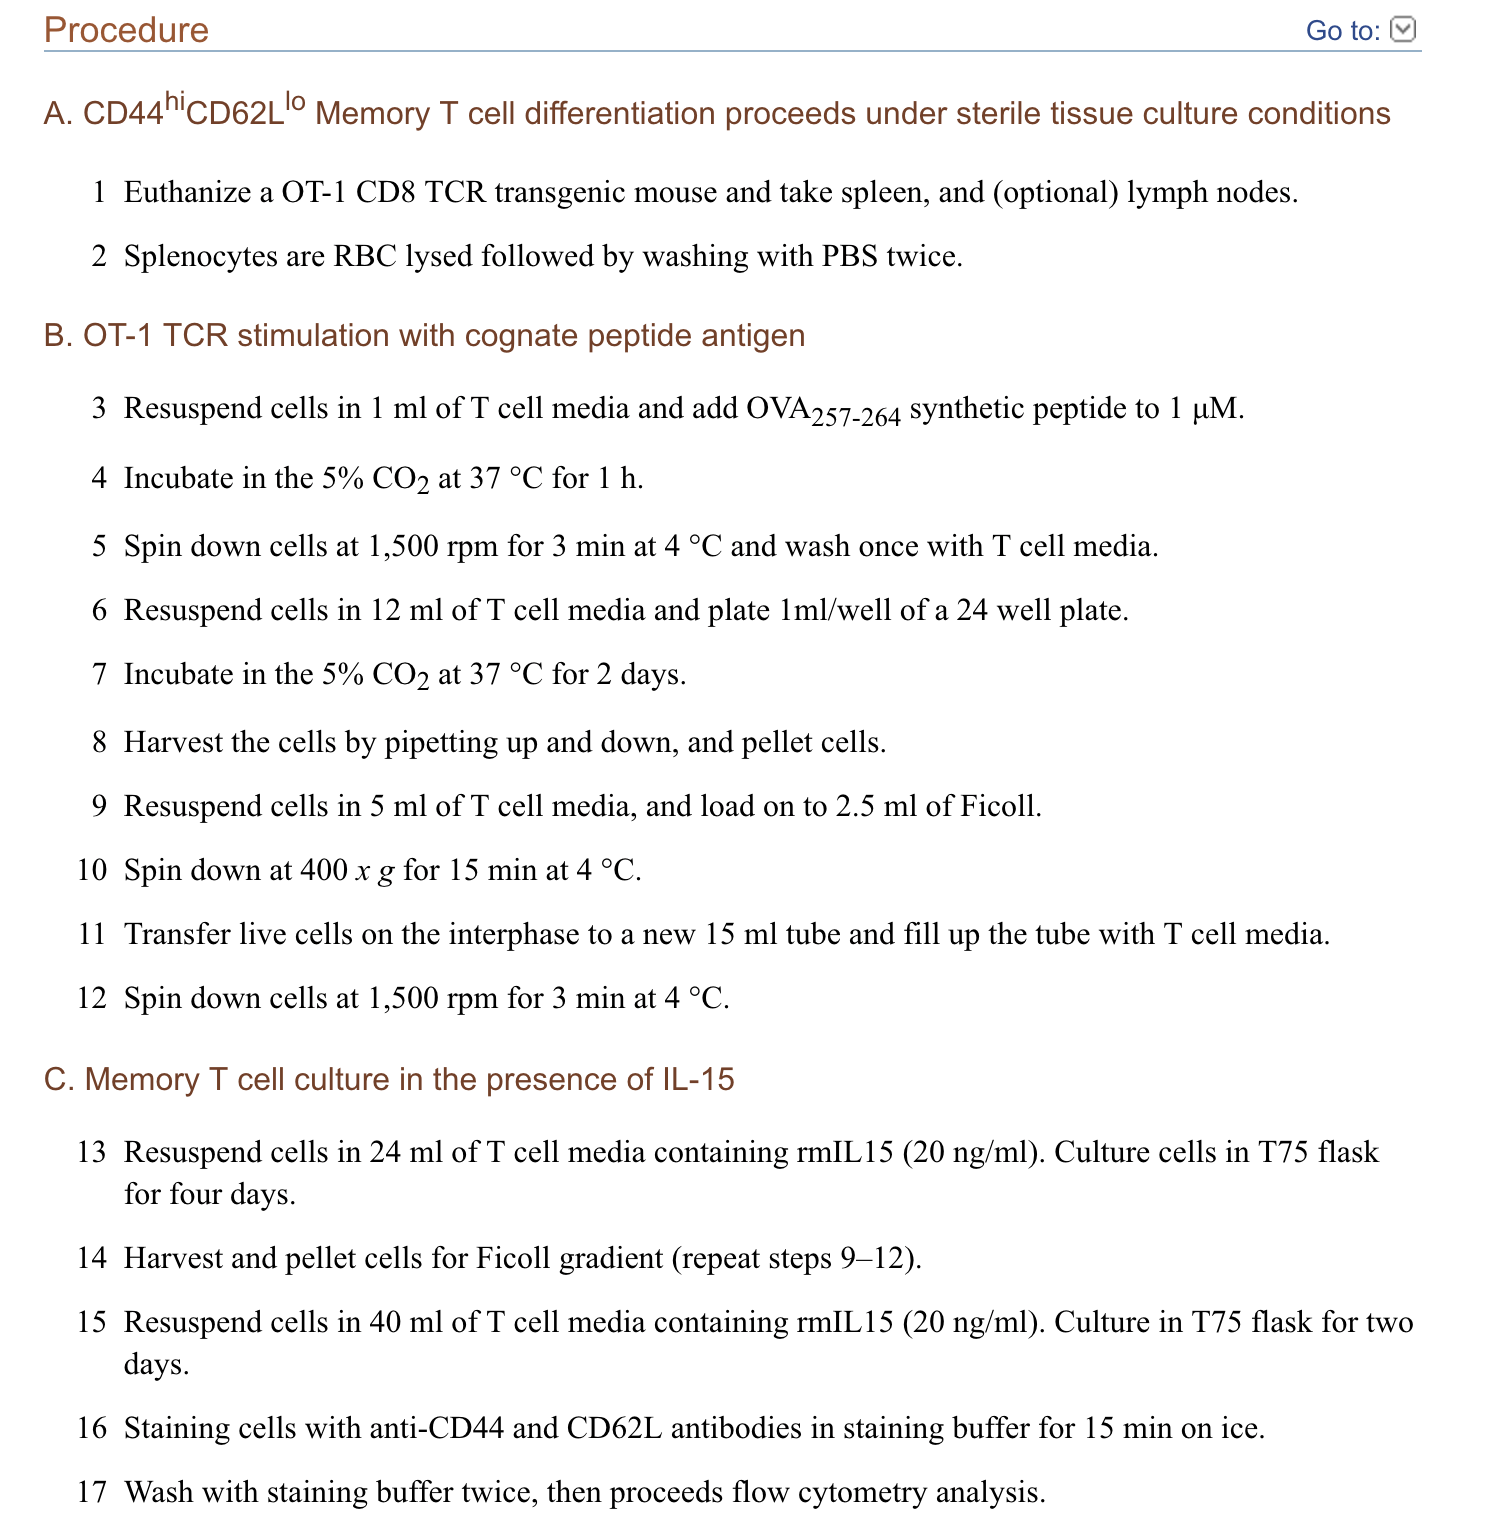 Procedure
Go to:
A. CD44hiCD62Llo Memory T cell differentiation proceeds under sterile tissue culture conditions
1 Euthanize a OT-1 CD8 TCR transgenic mouse and take spleen, and (optional) lymph nodes.
2 Splenocytes are RBC lysed followed by washing with PBS twice.
B. OT-1 TCR stimulation with cognate peptide antigen
3 Resuspend cells in 1 ml of T cell media and add OVA257-264 synthetic peptide to 1 μM.
4 Incubate in the 5% CO2 at 37 °C for 1 h.
5 Spin down cells at 1,500 rpm for 3 min at 4 °C and wash once with T cell media.
6 Resuspend cells in 12 ml of T cell media and plate 1ml/well of a 24 well plate.
7 Incubate in the 5% CO2 at 37 °C for 2 days.
8 Harvest the cells by pipetting up and down, and pellet cells.
9 Resuspend cells in 5 ml of T cell media, and load on to 2.5 ml of Ficoll.
10 Spin down at 400 x g for 15 min at 4 °C.
11 Transfer live cells on the interphase to a new 15 ml tube and fill up the tube with T cell media.
12 Spin down cells at 1,500 rpm for 3 min at 4 °C.
C. Memory T cell culture in the presence of IL-15
13 Resuspend cells in 24 ml of T cell media containing rmIL15 (20 ng/ml). Culture cells in T75 flask
for four days.
14 Harvest and pellet cells for Ficoll gradient (repeat steps 9–12).
15 Resuspend cells in 40 ml of T cell media containing rmIL15 (20 ng/ml). Culture in T75 flask for two
days.
16 Staining cells with anti-CD44 and CD62L antibodies in staining buffer for 15 min on ice.
17 Wash with staining buffer twice, then proceeds flow cytometry analysis.